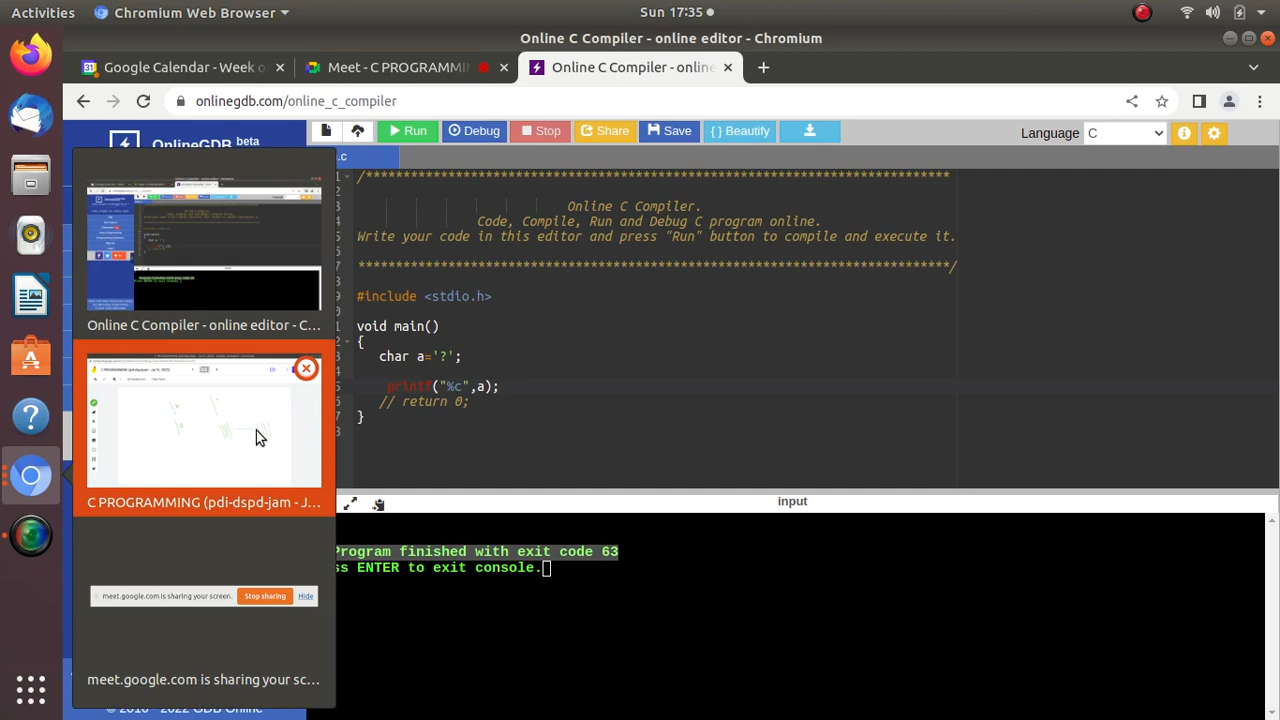 Activities
Chromium Web Browser
Sun 17:35
Online C Compiler - online editor - Chromium
Google Calendar - Week o
Meet - C PROGRAMMI
Online C Compiler - online
onlinegdb.com/online_c_compiler
OnlineGDB beta
Run
Debug
Stop
Share
Save
{ } Beautify
Language
C
.c
/******************************************************************************
Online C Compiler.
Code, Compile, Run and Debug C program online.
Write your code in this editor and press "Run" button to compile and execute it.
*******************************************************************************/
#include <stdio.h>
void main()
{
char a='?';
printf("%c",a);
// return 0;
}
Online C Compiler - online editor - C...
C PROGRAMMING (pdi-dspd-jam - J...
meet.google.com is sharing your screen.
Stop sharing
Hide
meet.google.com is sharing your sc...
input
Program finished with exit code 63
ss ENTER to exit console.
GDB Online